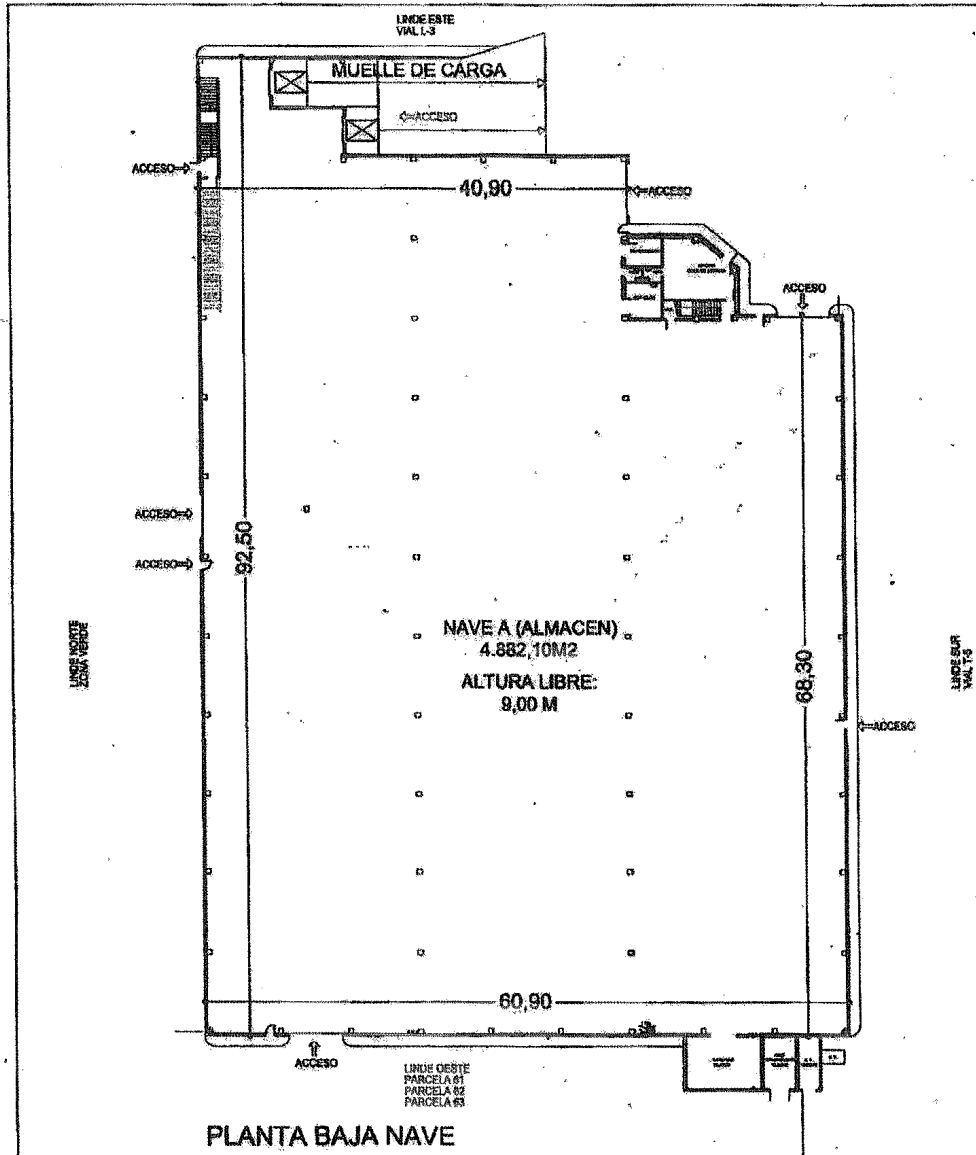 LINDE ESTE
VIAL L-3
MUELLE DE CARGA
ACCESO
ACCESO
40,90
ACCESO
ACCESO
ACCESO
92,50
ACCESO
NAVE A (ALMACEN)
4.882,10M2
ALTURA LIBRE:
9,00 M
68,30
LINDE NORTE
ZONA VERDE
LINDE SUR
VIAL T-5
ACCESO
60,90
ACCESO
LINDE OESTE
PARCELA 61
PARCELA 62
PARCELA 63
PLANTA BAJA NAVE